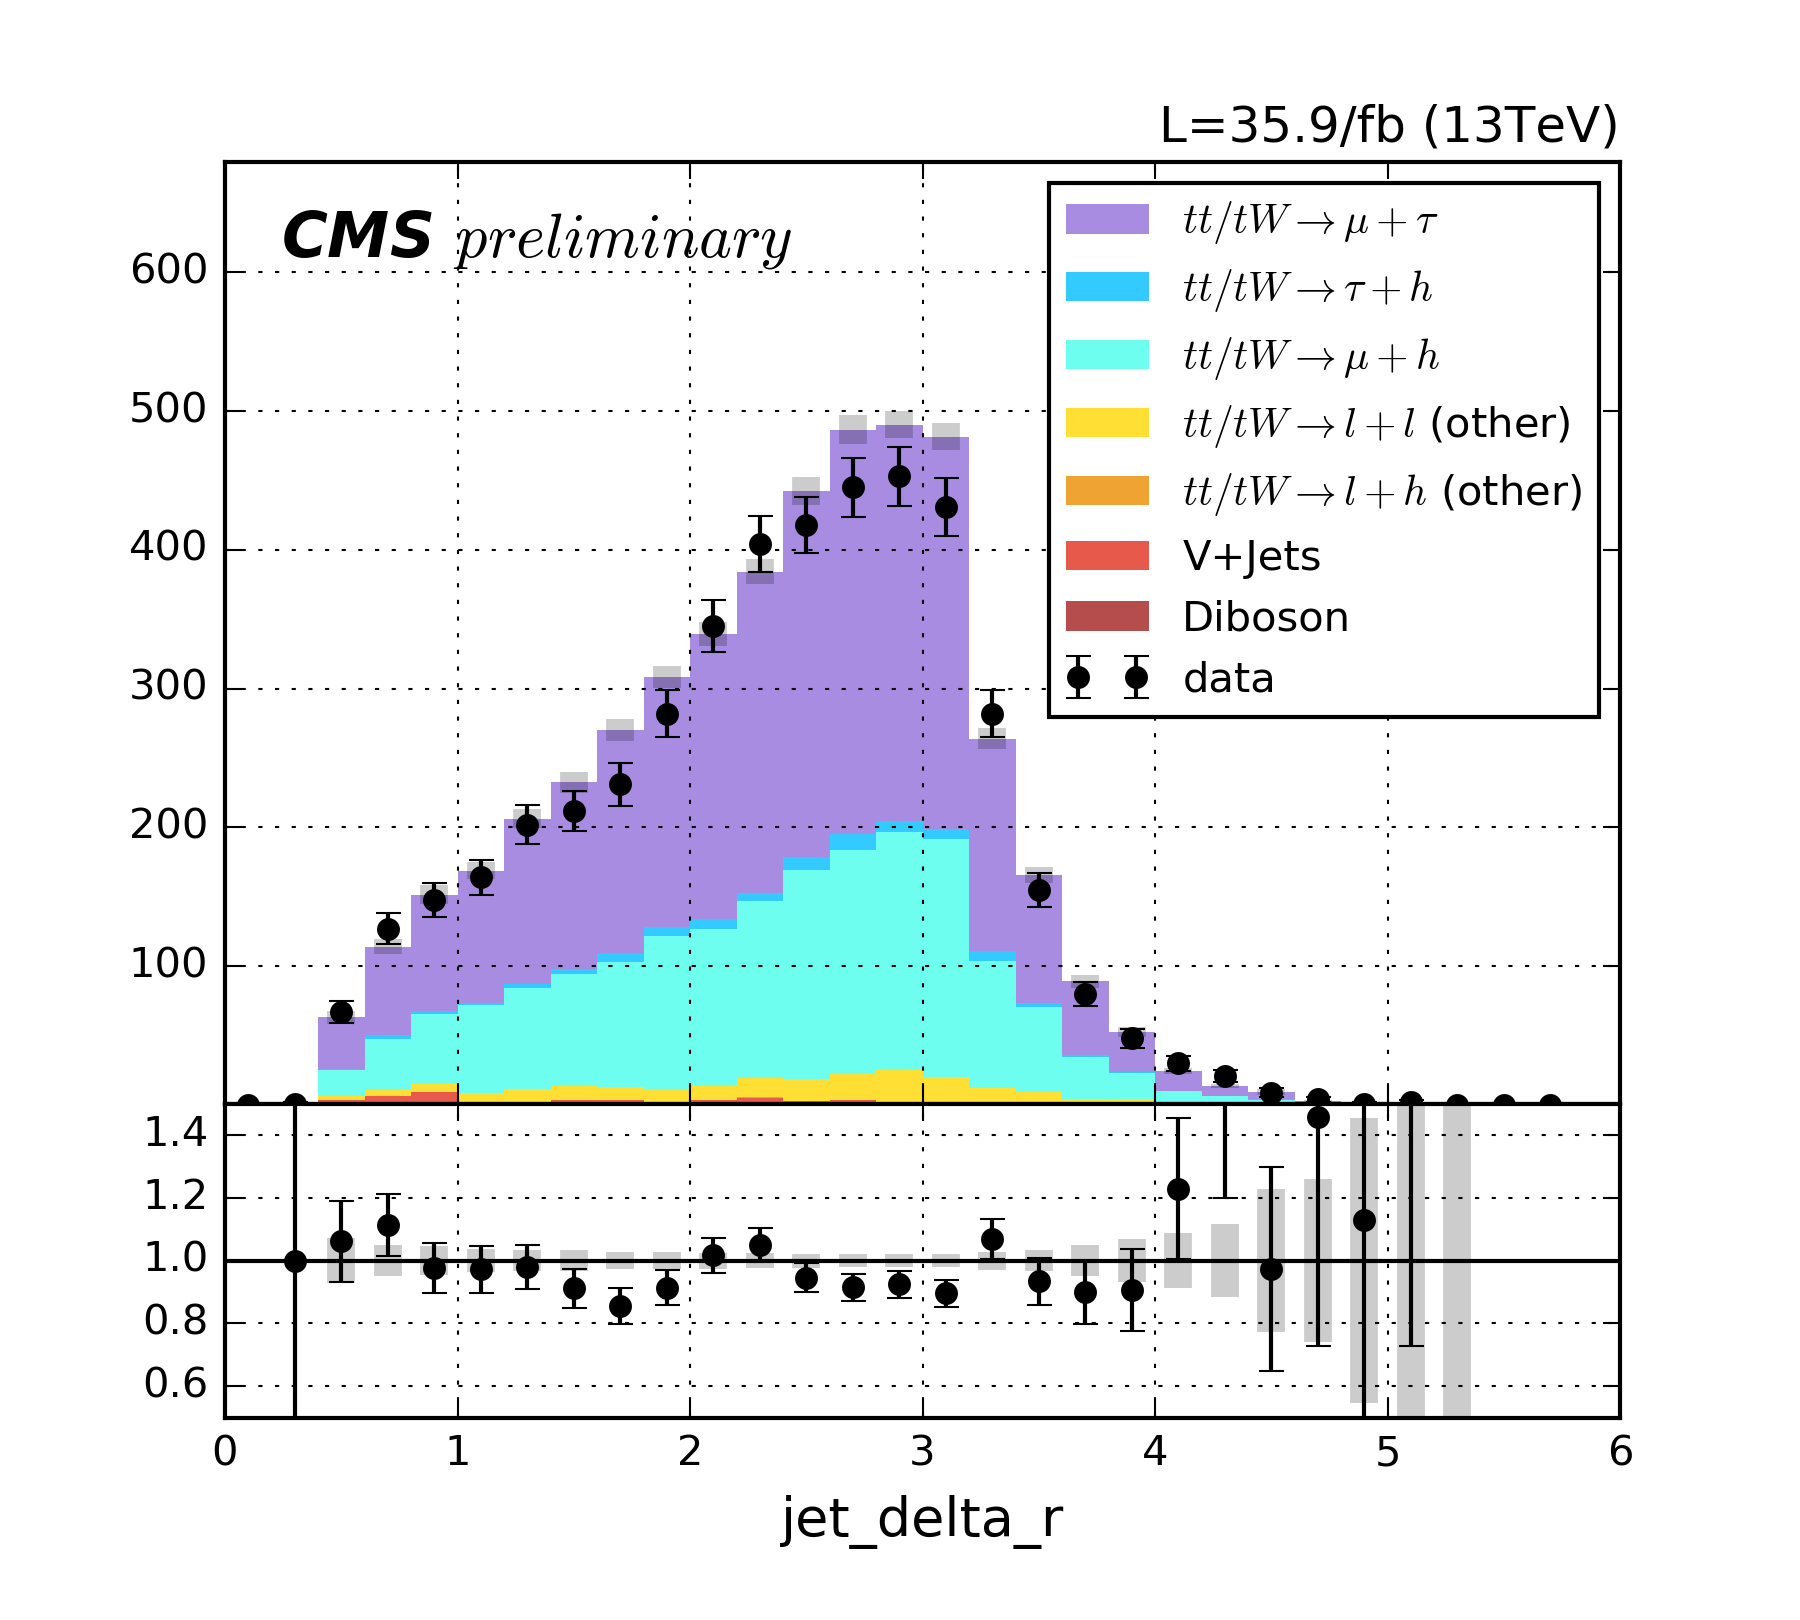 L=35.9/fb (13TeV)
CMS preliminary
tt/tW → μ + τ
tt/tW → τ + h
tt/tW → μ + h
tt/tW → l + l (other)
tt/tW → l + h (other)
V+Jets
Diboson
data
600
500
400
300
200
100
1.4
1.2
1.0
0.8
0.6
0 1 2 3 4 5 6
jet_delta_r